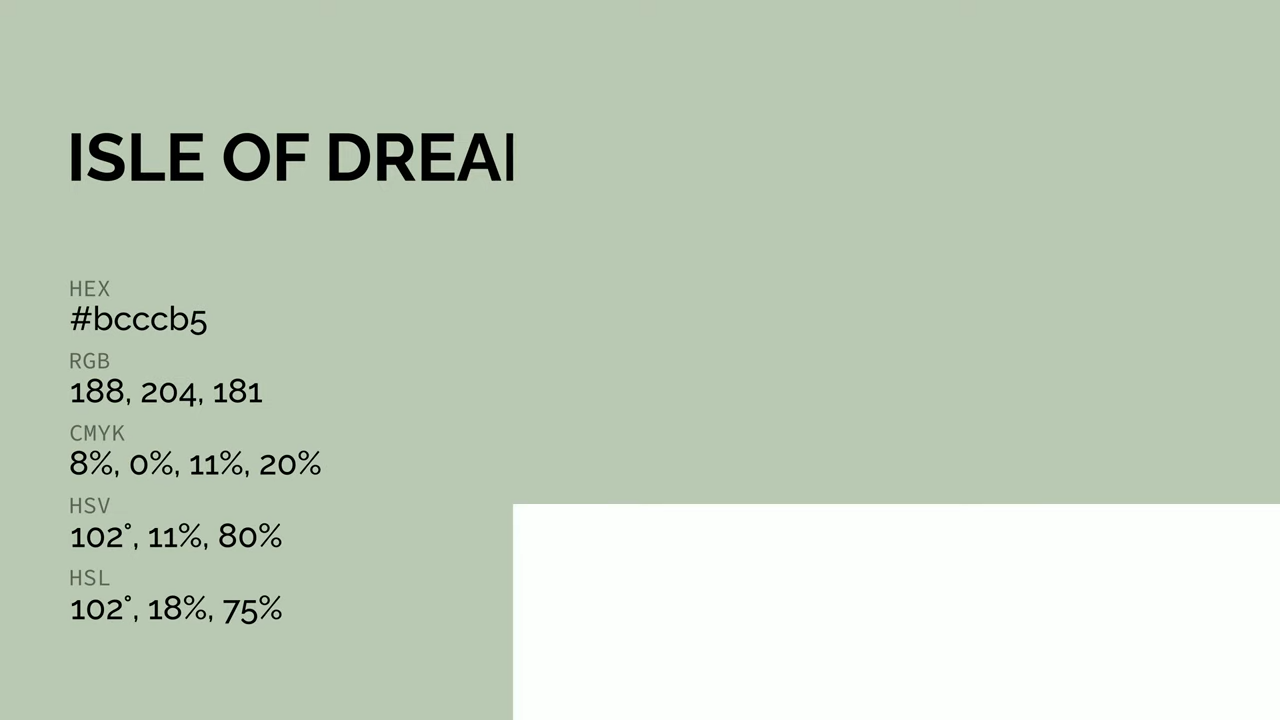 ISLE OF
HEX
#bcccb5
RGB
188, 204, 181
CMYK
8%, 0%, 11%, 20%
HSV
102°, 11%, 80%
HSL
102°, 18%, 75%